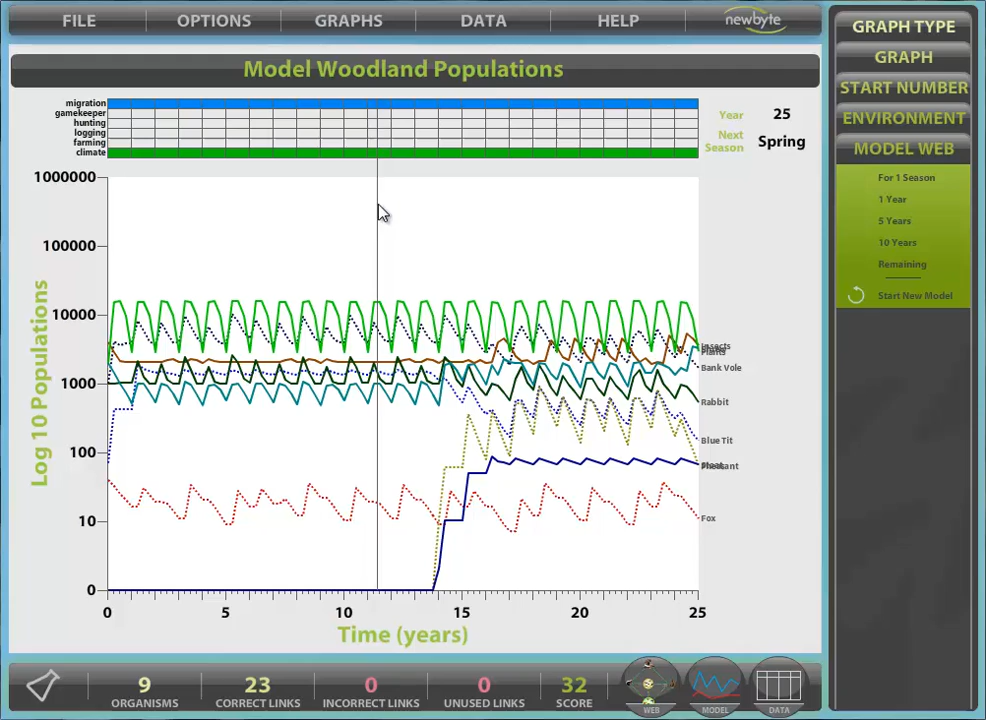 FILE OPTIONS GRAPHS DATA HELP newbyte
GRAPH TYPE
GRAPH
START NUMBER
ENVIRONMENT
MODEL WEB
For 1 Season
1 Year
5 Years
10 Years
Remaining
Start New Model
Model Woodland Populations
migration
gamekeeper
hunting
logging
farming
climate
Year 25
Next Season Spring
Log 10 Populations
1000000
100000
10000
1000
100
10
0
Insects
Plants
Bank Vole
Rabbit
Blue Tit
Pheasant
Fox
0 5 10 15 20 25
Time (years)
9 ORGANISMS
23 CORRECT LINKS
0 INCORRECT LINKS
0 UNUSED LINKS
32 SCORE
WEB
MODEL
DATA